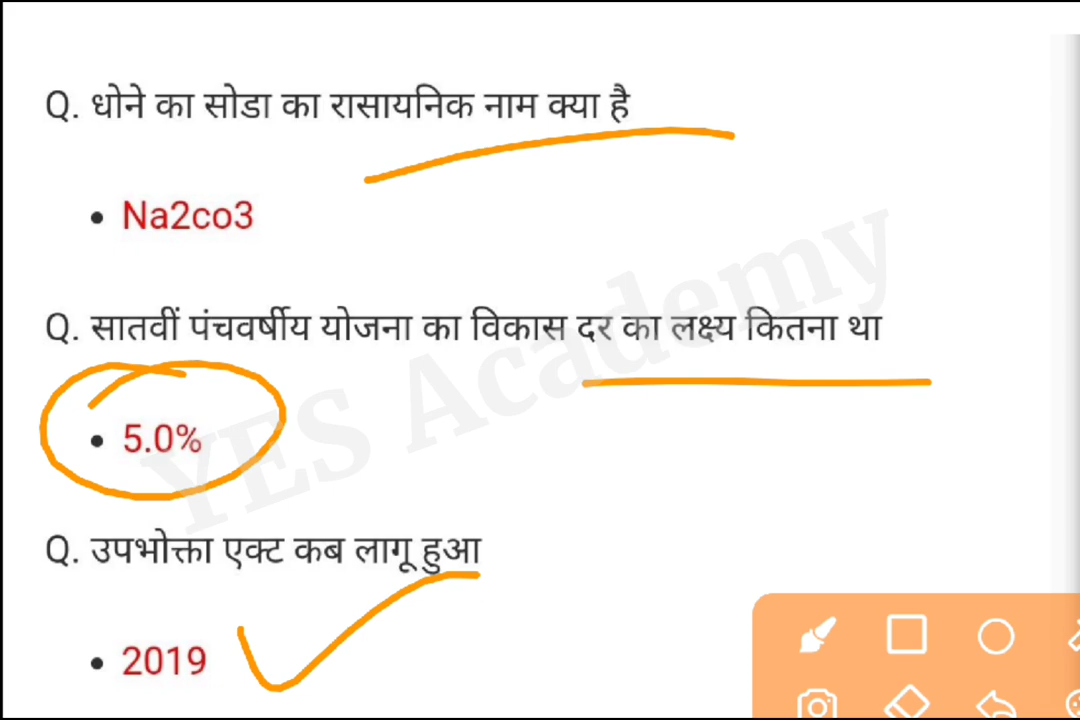 Q. धोने का सोडा का रासायनिक नाम क्या है
• Na2co3
Q. सातवीं पंचवर्षीय योजना का विकास दर का लक्ष्य कितना था
• 5.0%
Q. उपभोक्ता एक्ट कब लागू हुआ
• 2019
YES Academy